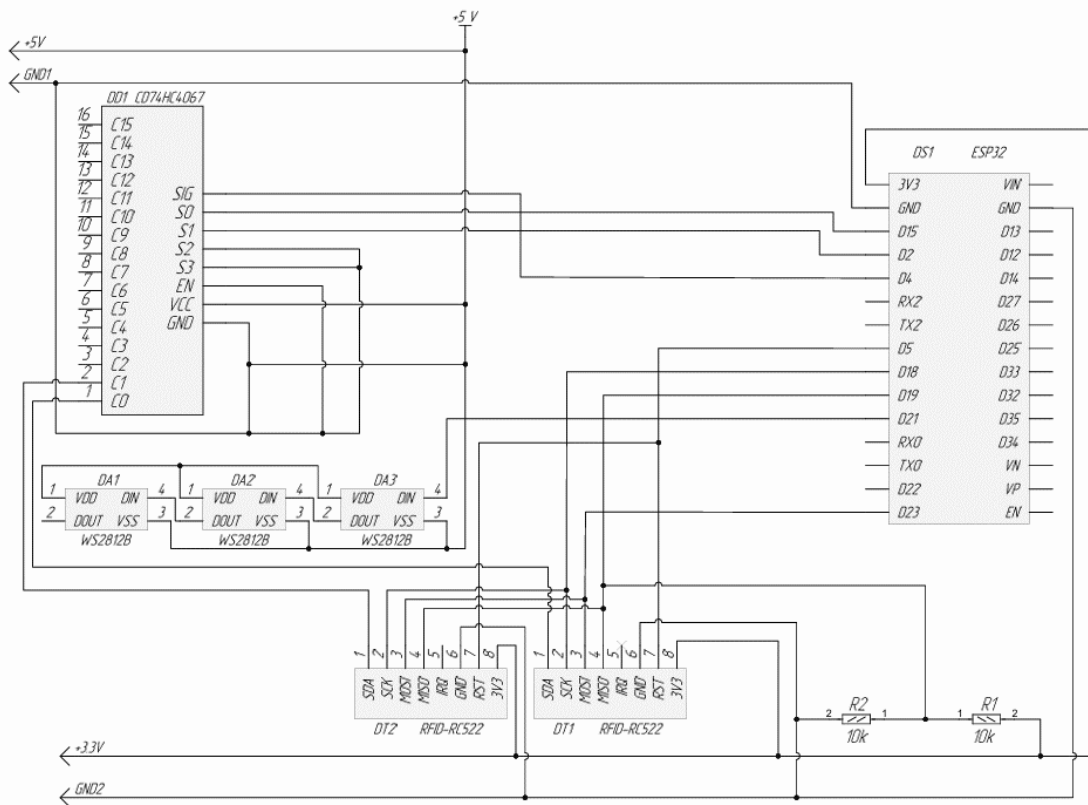 +5 V
+5V
GND1
DD1 CD74HC4067
16 C15
15 C14
14 C13
13 C12
12 C11
11 C10
10 C9
9 C8
8 C7
7 C6
6 C5
5 C4
4 C3
3 C2
2 C1
1 C0
SIG
S0
S1
S2
S3
EN
VCC
GND
DS1 ESP32
3V3 VIN
GND GND
D15 D13
D2 D12
D4 D14
RX2 D27
TX2 D26
D5 D25
D18 D33
D19 D32
D21 D35
RX0 D34
TX0 VN
D22 VP
D23 EN
DA1
1 VDD DIN 4
2 DOUT VSS 3
WS2812B
DA2
1 VDD DIN 4
2 DOUT VSS 3
WS2812B
DA3
1 VDD DIN 4
2 DOUT VSS 3
WS2812B
1 2 3 4 5 6 7 8
SDA SCK MOSI MISO IRQ GND RST 3V3
DT2 RFID-RC522
1 2 3 4 5 6 7 8
SDA SCK MOSI MISO IRQ GND RST 3V3
DT1 RFID-RC522
R2
2 1
10k
R1
1 2
10k
+3.3V
GND2